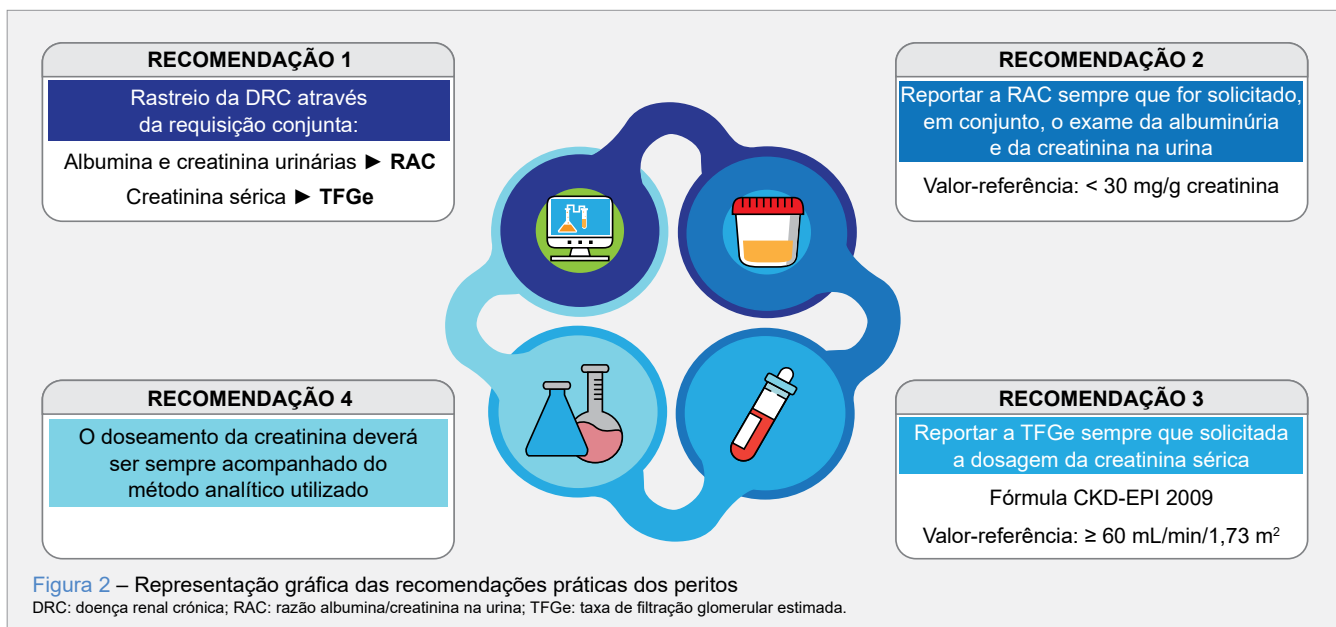 RECOMENDAÇÃO 1
Rastreio da DRC através
da requisição conjunta:
Albumina e creatinina urinárias ► RAC
Creatinina sérica ► TFGe
RECOMENDAÇÃO 2
Reportar a RAC sempre que for solicitado,
em conjunto, o exame da albuminúria
e da creatinina na urina
Valor-referência: < 30 mg/g creatinina
RECOMENDAÇÃO 4
O doseamento da creatinina deverá
ser sempre acompanhado do
método analítico utilizado
RECOMENDAÇÃO 3
Reportar a TFGe sempre que solicitada
a dosagem da creatinina sérica
Fórmula CKD-EPI 2009
Valor-referência: ≥ 60 mL/min/1,73 m²
Figura 2 – Representação gráfica das recomendações práticas dos peritos
DRC: doença renal crónica; RAC: razão albumina/creatinina na urina; TFGe: taxa de filtração glomerular estimada.